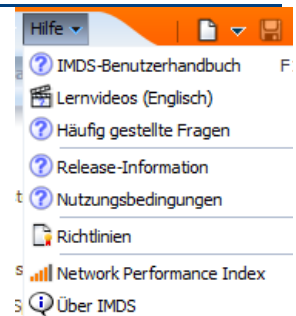 Hilfe
IMDS-Benutzerhandbuch F
Lernvideos (Englisch)
Häufig gestellte Fragen
Release-Information
Nutzungsbedingungen
Richtlinien
Network Performance Index
Über IMDS